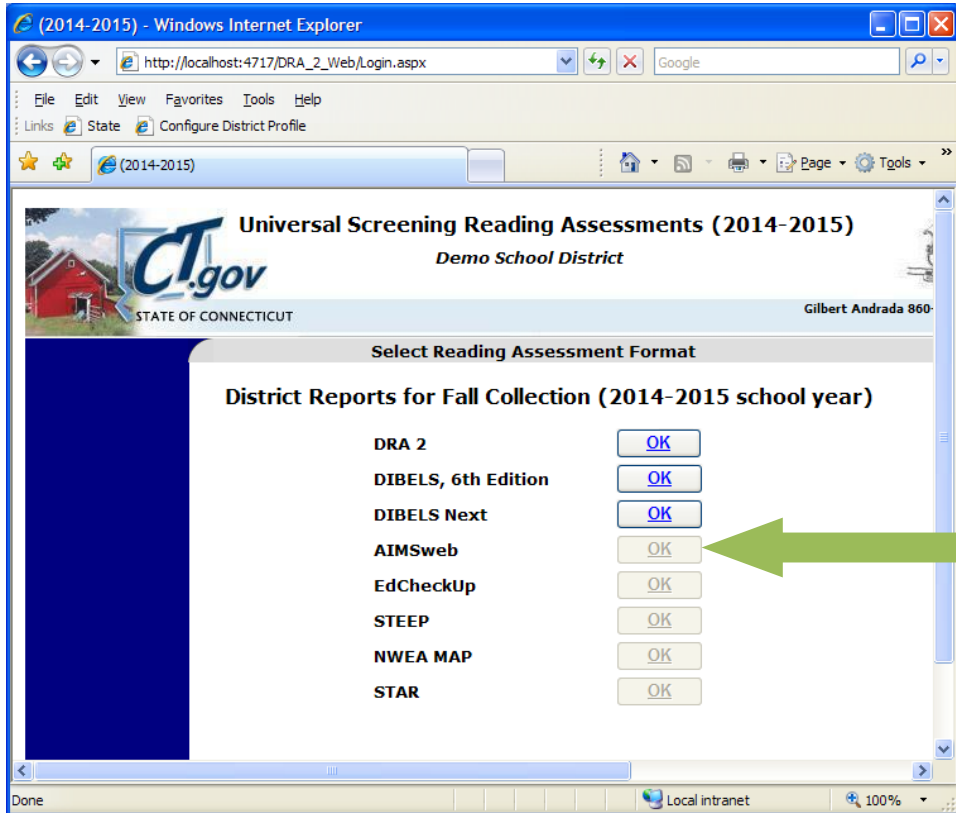 (2014-2015) - Windows Internet Explorer
http://localhost:4717/DRA_2_Web/Login.aspx Google
File Edit View Favorites Tools Help
Links State Configure District Profile
(2014-2015) Page Tools »
Universal Screening Reading Assessments (2014-2015)
CT.gov Demo School District
STATE OF CONNECTICUT Gilbert Andrada 860-
Select Reading Assessment Format
District Reports for Fall Collection (2014-2015 school year)
DRA 2 OK
DIBELS, 6th Edition OK
DIBELS Next OK
AIMSweb OK
EdCheckUp OK
STEEP OK
NWEA MAP OK
STAR OK
Done Local intranet 100%